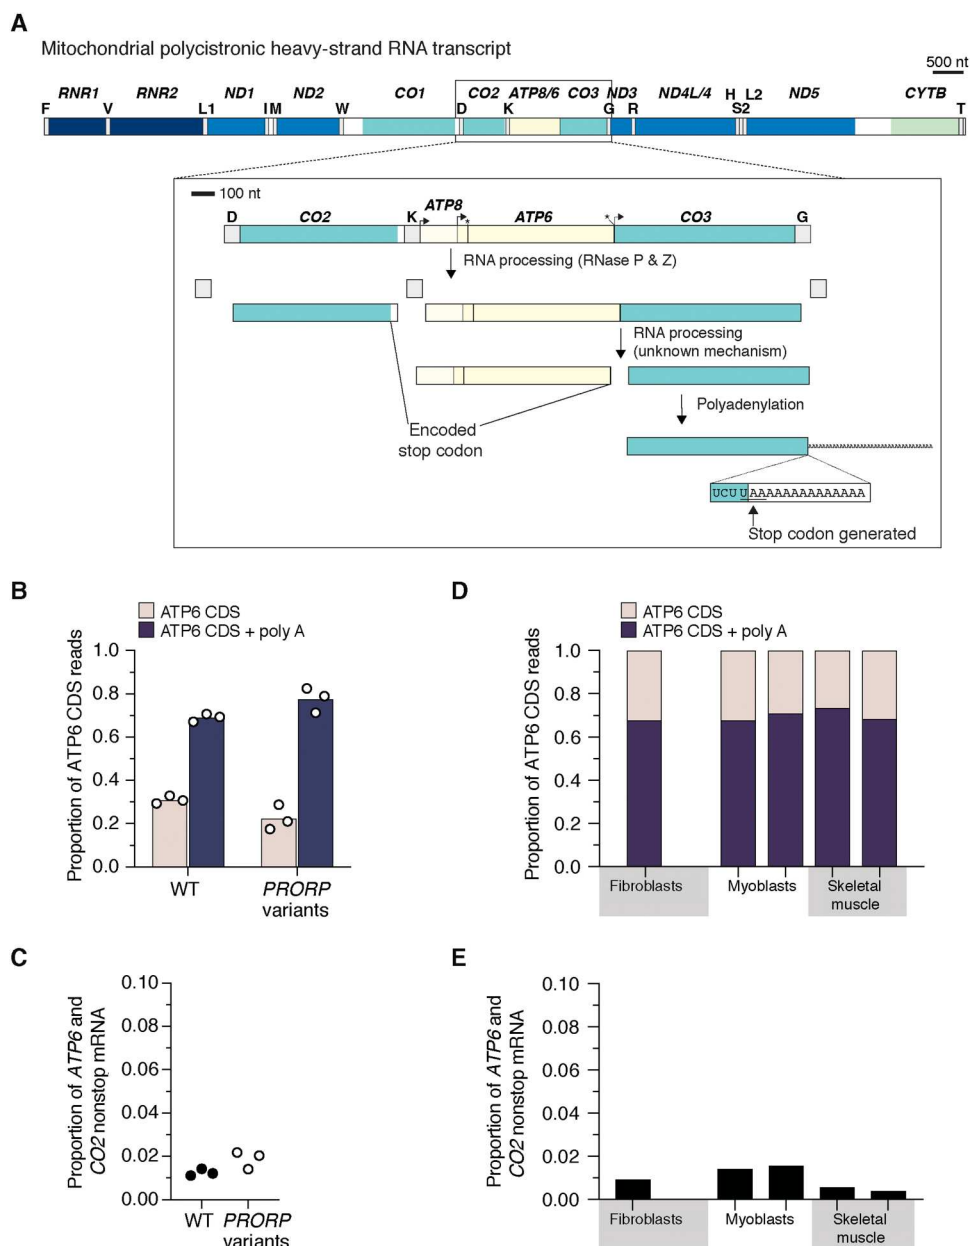 A
Mitochondrial polycistronic heavy-strand RNA transcript
500 nt
RNR1 RNR2 ND1 ND2 CO1 CO2 ATP8/6 CO3 ND3 ND4L/4 H L2 ND5 CYTB
F V L1 I M W D K G R S2 T
100 nt
ATP8
D CO2 K * ATP6 * CO3 G
RNA processing (RNase P & Z)
RNA processing
(unknown mechanism)
Polyadenylation
Encoded
stop codon
UCUUAAAAAAAAAAAAAAA
Stop codon generated
B
ATP6 CDS
ATP6 CDS + poly A
Proportion of ATP6 CDS reads
1.0
0.8
0.6
0.4
0.2
0.0
WT PRORP
variants
D
ATP6 CDS
ATP6 CDS + poly A
Proportion of ATP6 CDS reads
1.0
0.8
0.6
0.4
0.2
0.0
Fibroblasts Myoblasts Skeletal
muscle
C
Proportion of ATP6 and
CO2 nonstop mRNA
0.10
0.08
0.06
0.04
0.02
0.00
WT PRORP
variants
E
Proportion of ATP6 and
CO2 nonstop mRNA
0.10
0.08
0.06
0.04
0.02
0.00
Fibroblasts Myoblasts Skeletal
muscle